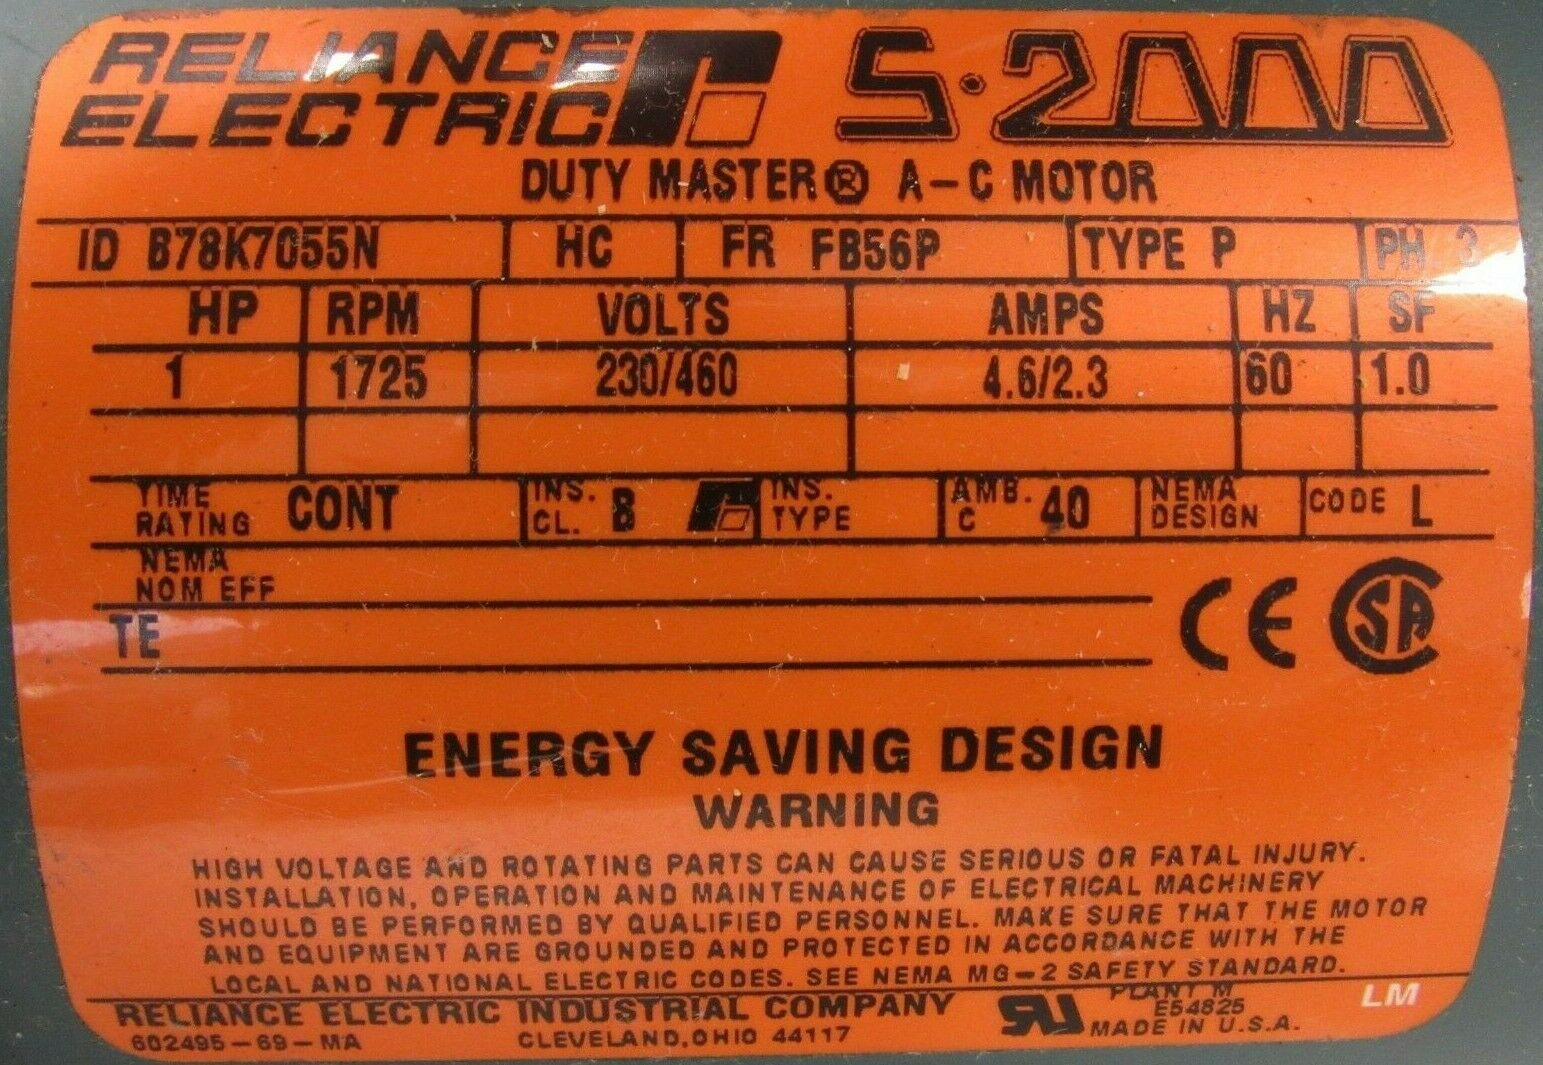 RELIANCE
ELECTRIC
S-2000
DUTY MASTER® A-C MOTOR
ID B78K7055N HC FR FB56P TYPE P PH 3
HP RPM VOLTS AMPS HZ SF
1 1725 230/460 4.6/2.3 60 1.0
TIME RATING CONT INS. CL. B INS. TYPE AMB. C 40 NEMA DESIGN CODE L
NEMA
NOM EFF
TE
CE
CSA
ENERGY SAVING DESIGN
WARNING
HIGH VOLTAGE AND ROTATING PARTS CAN CAUSE SERIOUS OR FATAL INJURY.
INSTALLATION, OPERATION AND MAINTENANCE OF ELECTRICAL MACHINERY
SHOULD BE PERFORMED BY QUALIFIED PERSONNEL. MAKE SURE THAT THE MOTOR
AND EQUIPMENT ARE GROUNDED AND PROTECTED IN ACCORDANCE WITH THE
LOCAL AND NATIONAL ELECTRIC CODES. SEE NEMA MG-2 SAFETY STANDARD.
RELIANCE ELECTRIC INDUSTRIAL COMPANY
602495-69-MA CLEVELAND, OHIO 44117
RU
PLANT M
E54825
MADE IN U.S.A.
LM